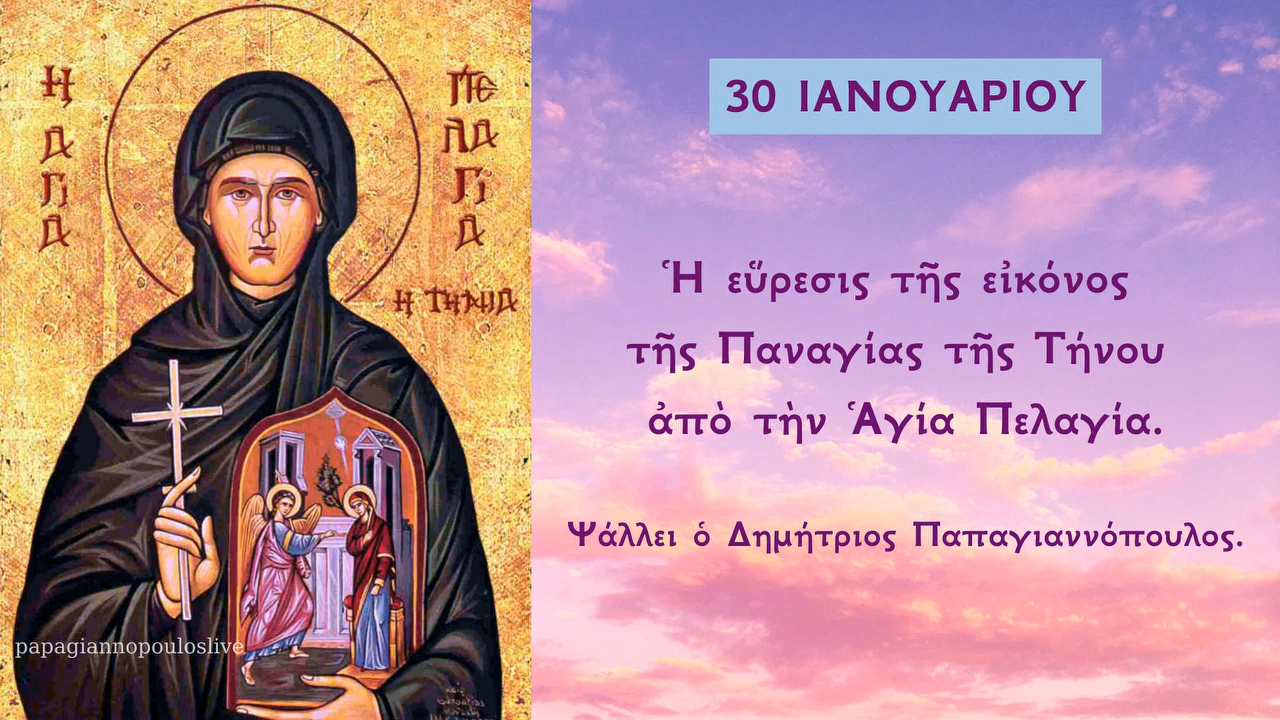 Η ΑΓΙΑ
ΠΕΛΑΓΙΑ
Η ΤΗΝΙΑ
30 ΙΑΝΟΥΑΡΙΟΥ
Ἡ εὕρεσις τῆς εἰκόνος
τῆς Παναγίας τῆς Τήνου
ἀπὸ τὴν Ἁγία Πελαγία.
Ψάλλει ὁ Δημήτριος Παπαγιαννόπουλος.
papagiannopouloslive